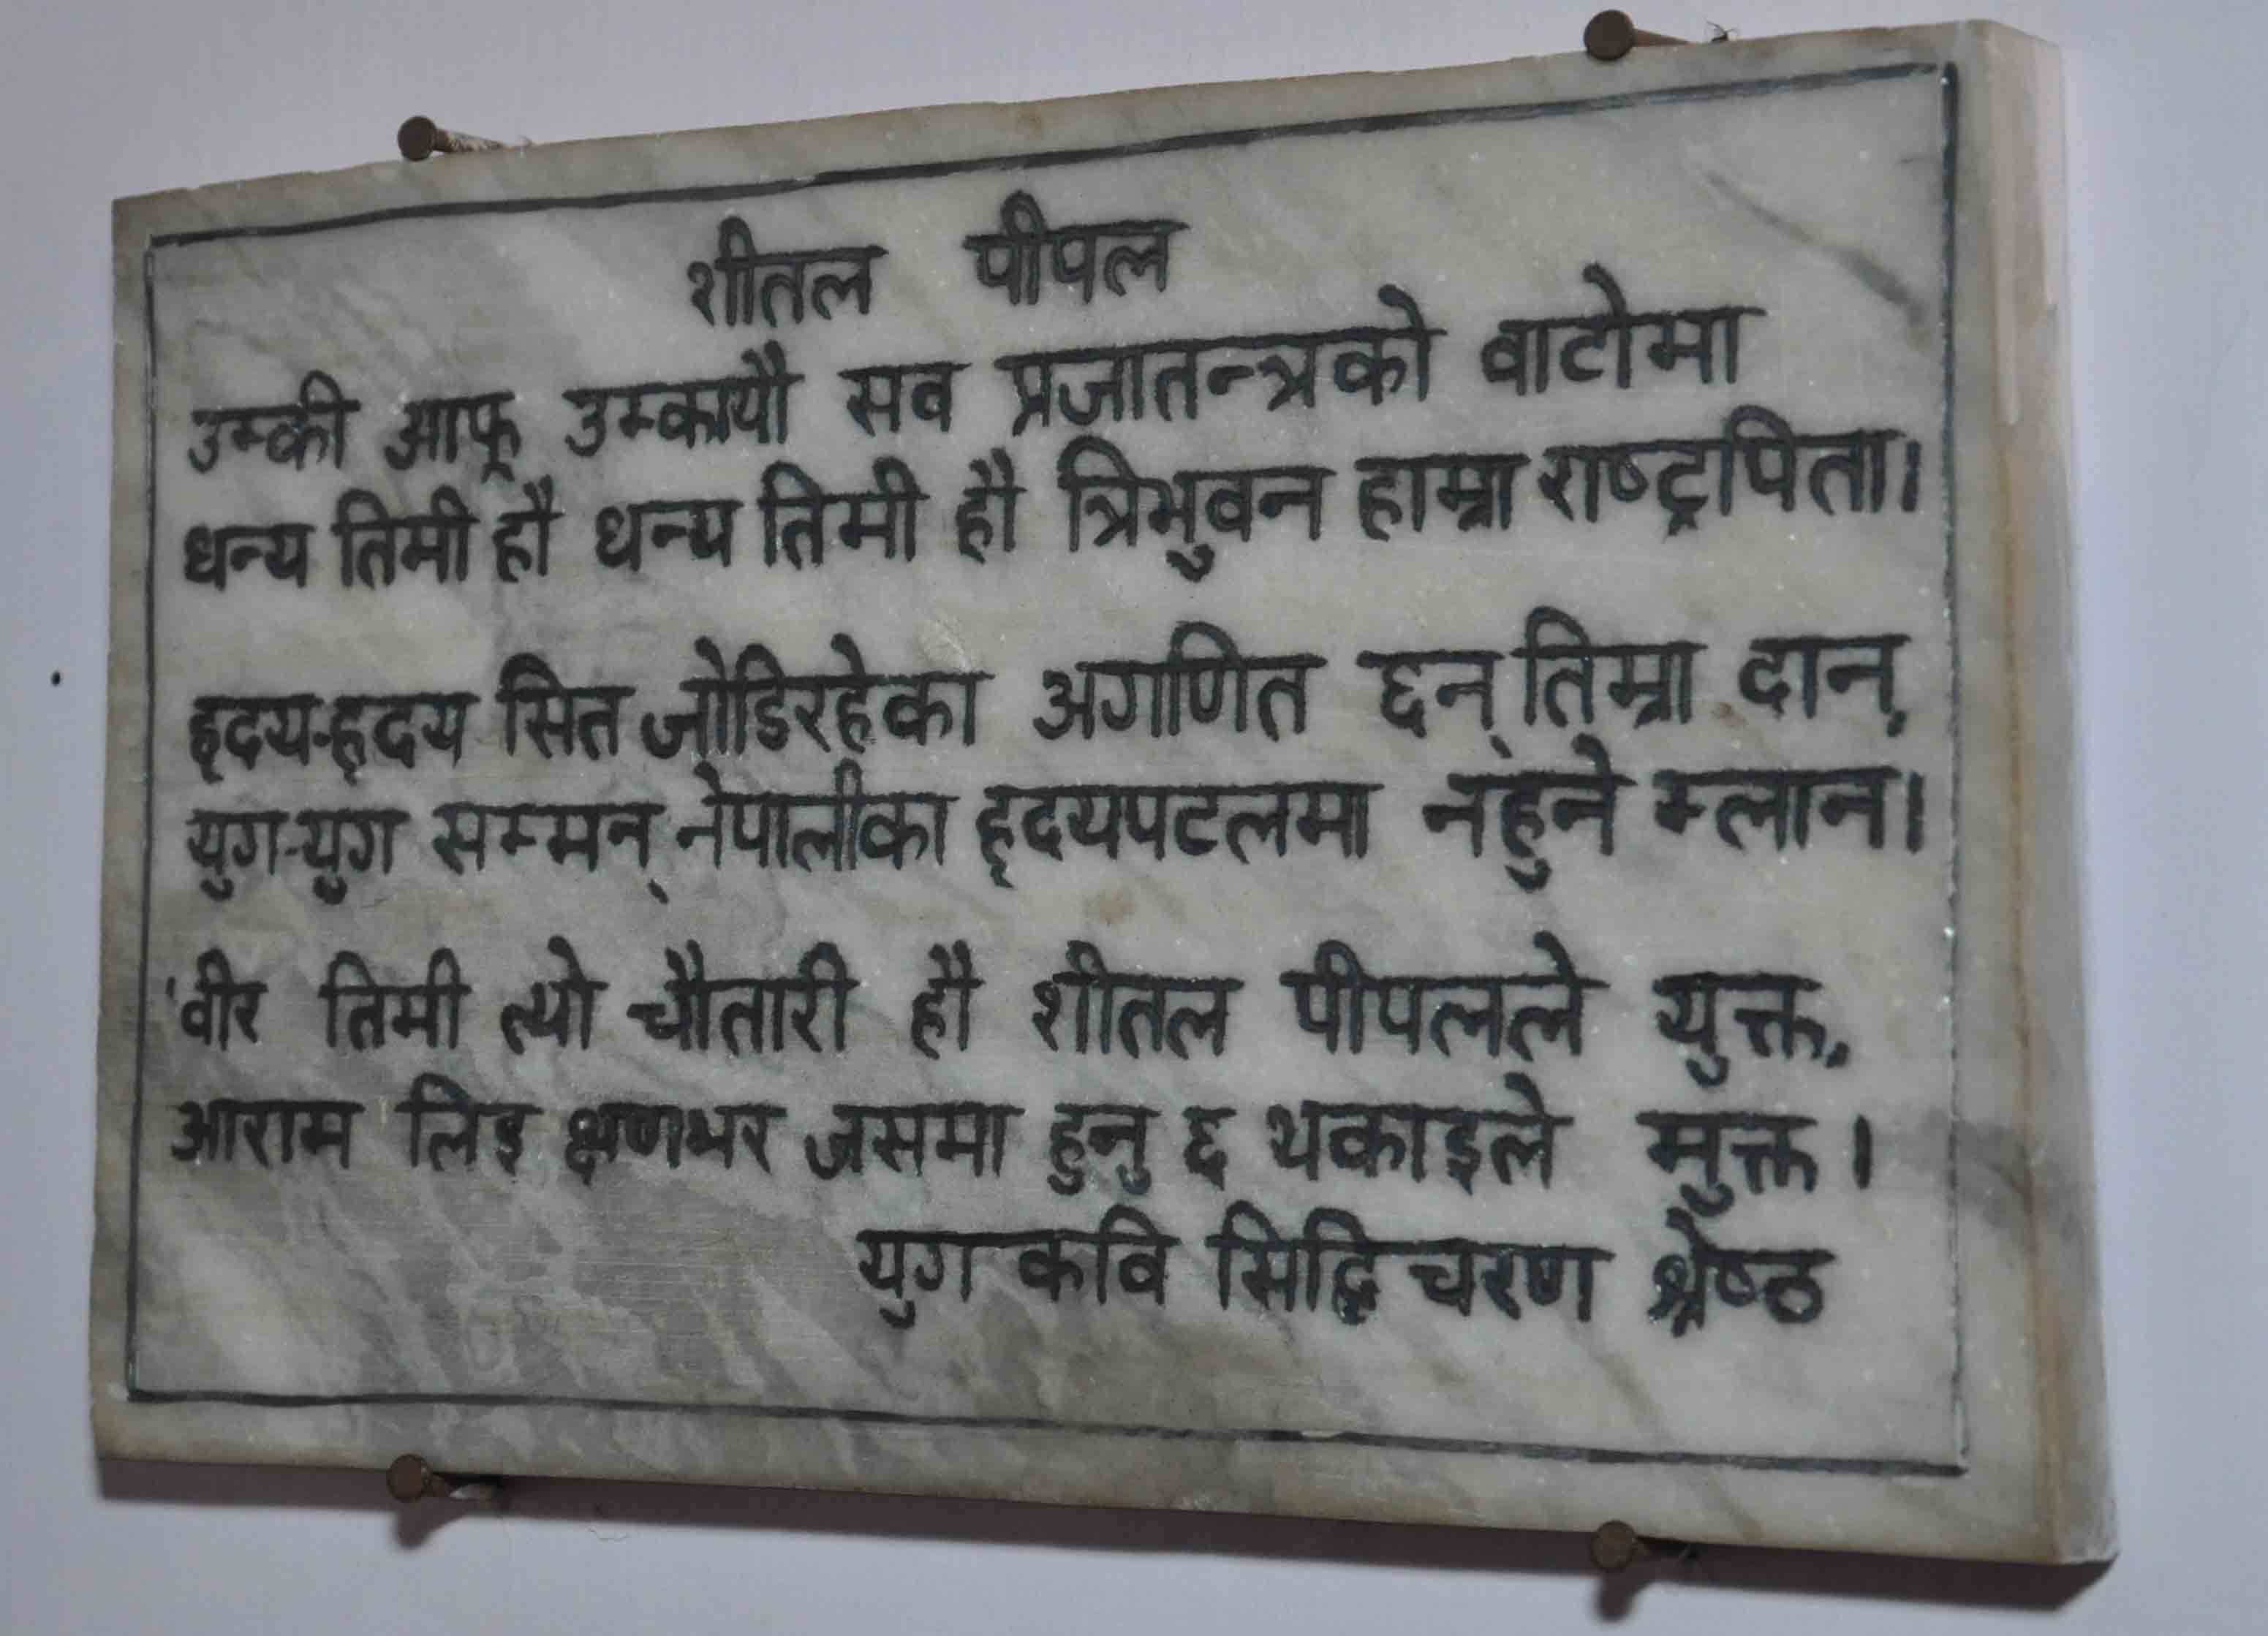 शीतल पीपल
उम्की आफू उम्कायौ सव प्रजातन्त्रको वाटोमा
धन्य तिमी हौ धन्य तिमी हौ त्रिभुवन हाम्रा राष्ट्रपिता।
हृदय-हृदय सित जोडिरहेका अगणित छन् तिम्रा दान,
युग-युग सम्मन् नेपालीका हृदयपटलमा नहुने म्लान।
'वीर तिमी त्यो चौतारी हौ शीतल पीपलले युक्त,
आराम लिइ क्षणभर जसमा हुनु छ थकाइले मुक्त ।
युग कवि सिद्धि चरण श्रेष्ठ